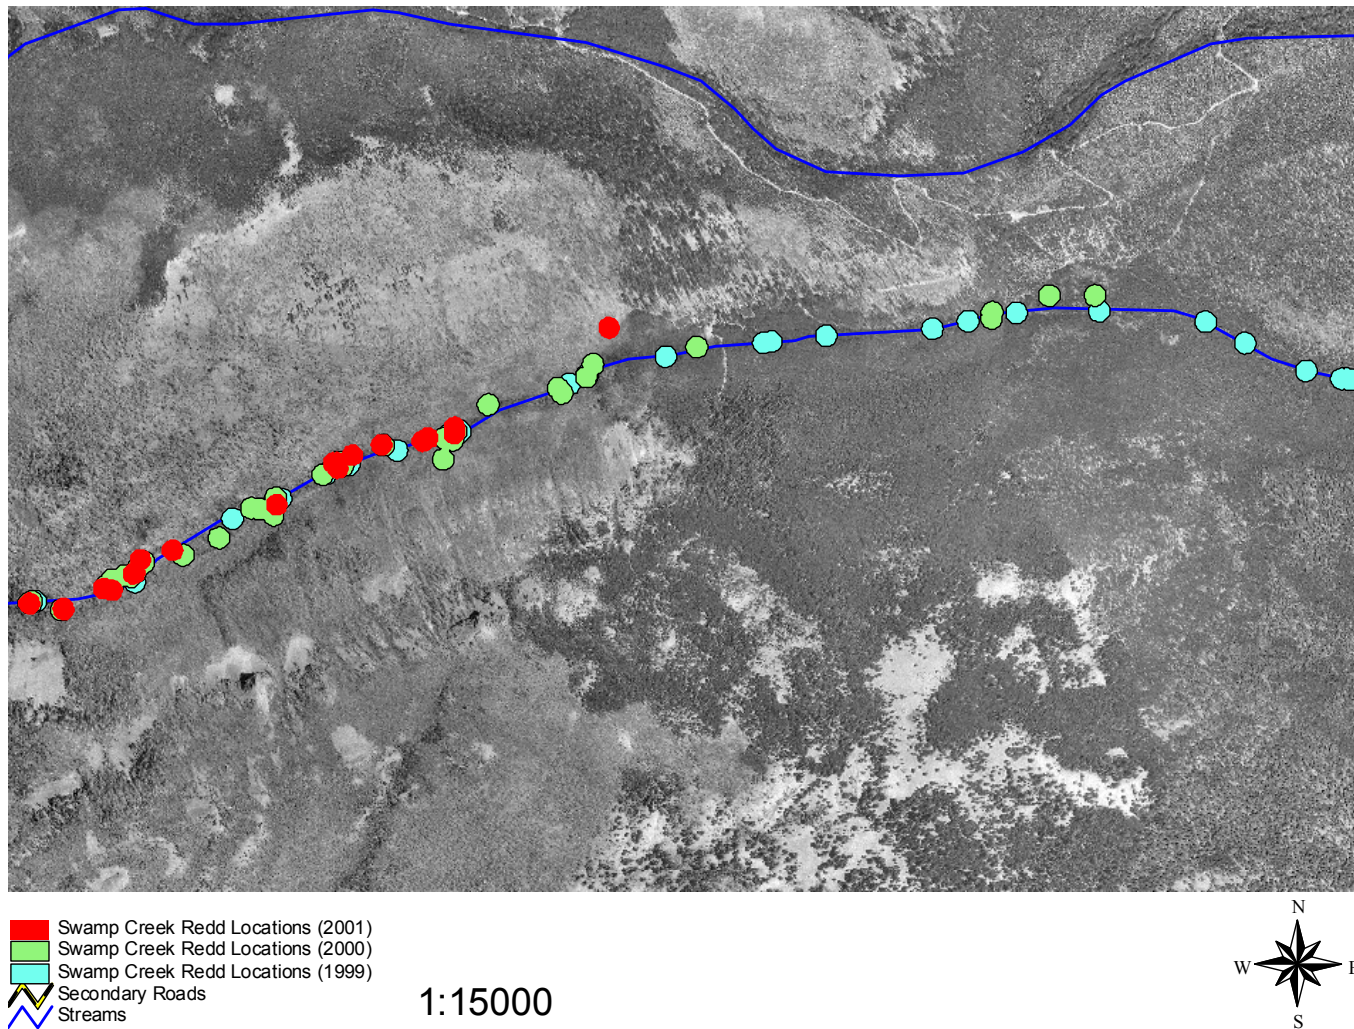 Swamp Creek Redd Locations (2001)
Swamp Creek Redd Locations (2000)
Swamp Creek Redd Locations (1999)
Secondary Roads
Streams
1:15000
N
W
E
S